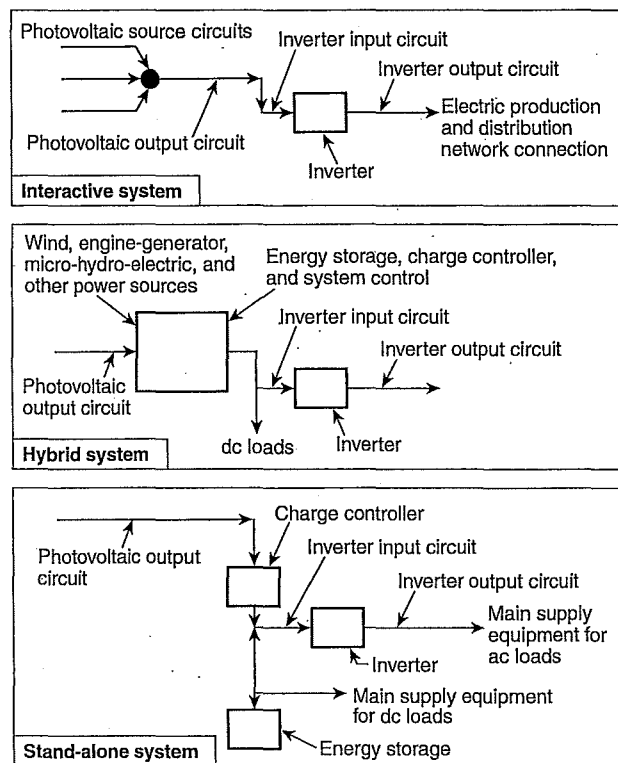 Photovoltaic source circuits
Inverter input circuit
Inverter output circuit
Photovoltaic output circuit
Electric production
and distribution
network connection
Inverter
Interactive system
Wind, engine-generator,
micro-hydro-electric, and
other power sources
Energy storage, charge controller,
and system control
Inverter input circuit
Inverter output circuit
Photovoltaic
output circuit
dc loads
Inverter
Hybrid system
Charge controller
Photovoltaic output
circuit
Inverter input circuit
Inverter output circuit
Main supply
equipment for
ac loads
Inverter
Main supply equipment
for dc loads
Energy storage
Stand-alone system